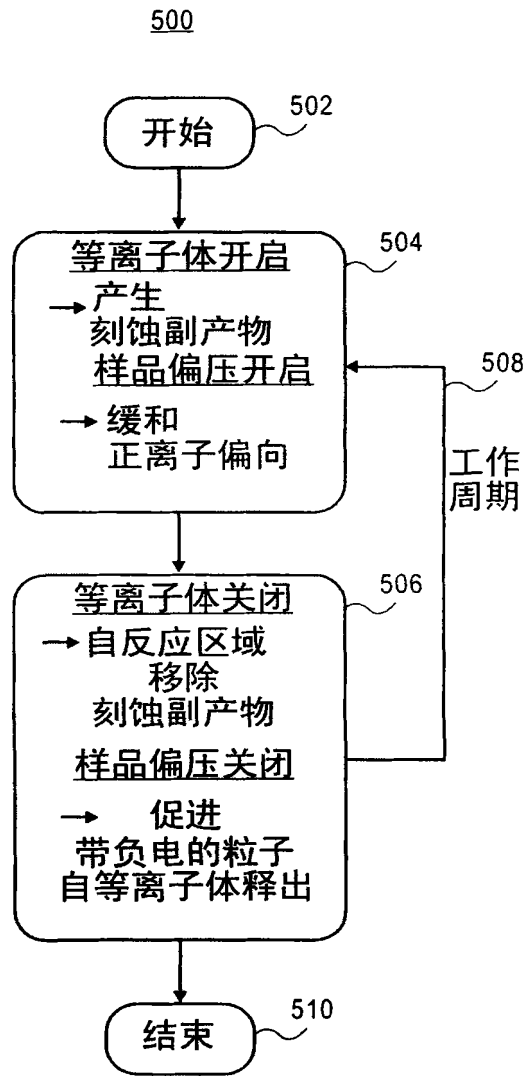 500
502
开始
504
等离子体开启
→ 产生
刻蚀副产物
样品偏压开启
508
→ 缓和
正离子偏向
工作
周期
506
等离子体关闭
→ 自反应区域
移除
刻蚀副产物
样品偏压关闭
→ 促进
带负电的粒子
自等离子体释出
510
结束